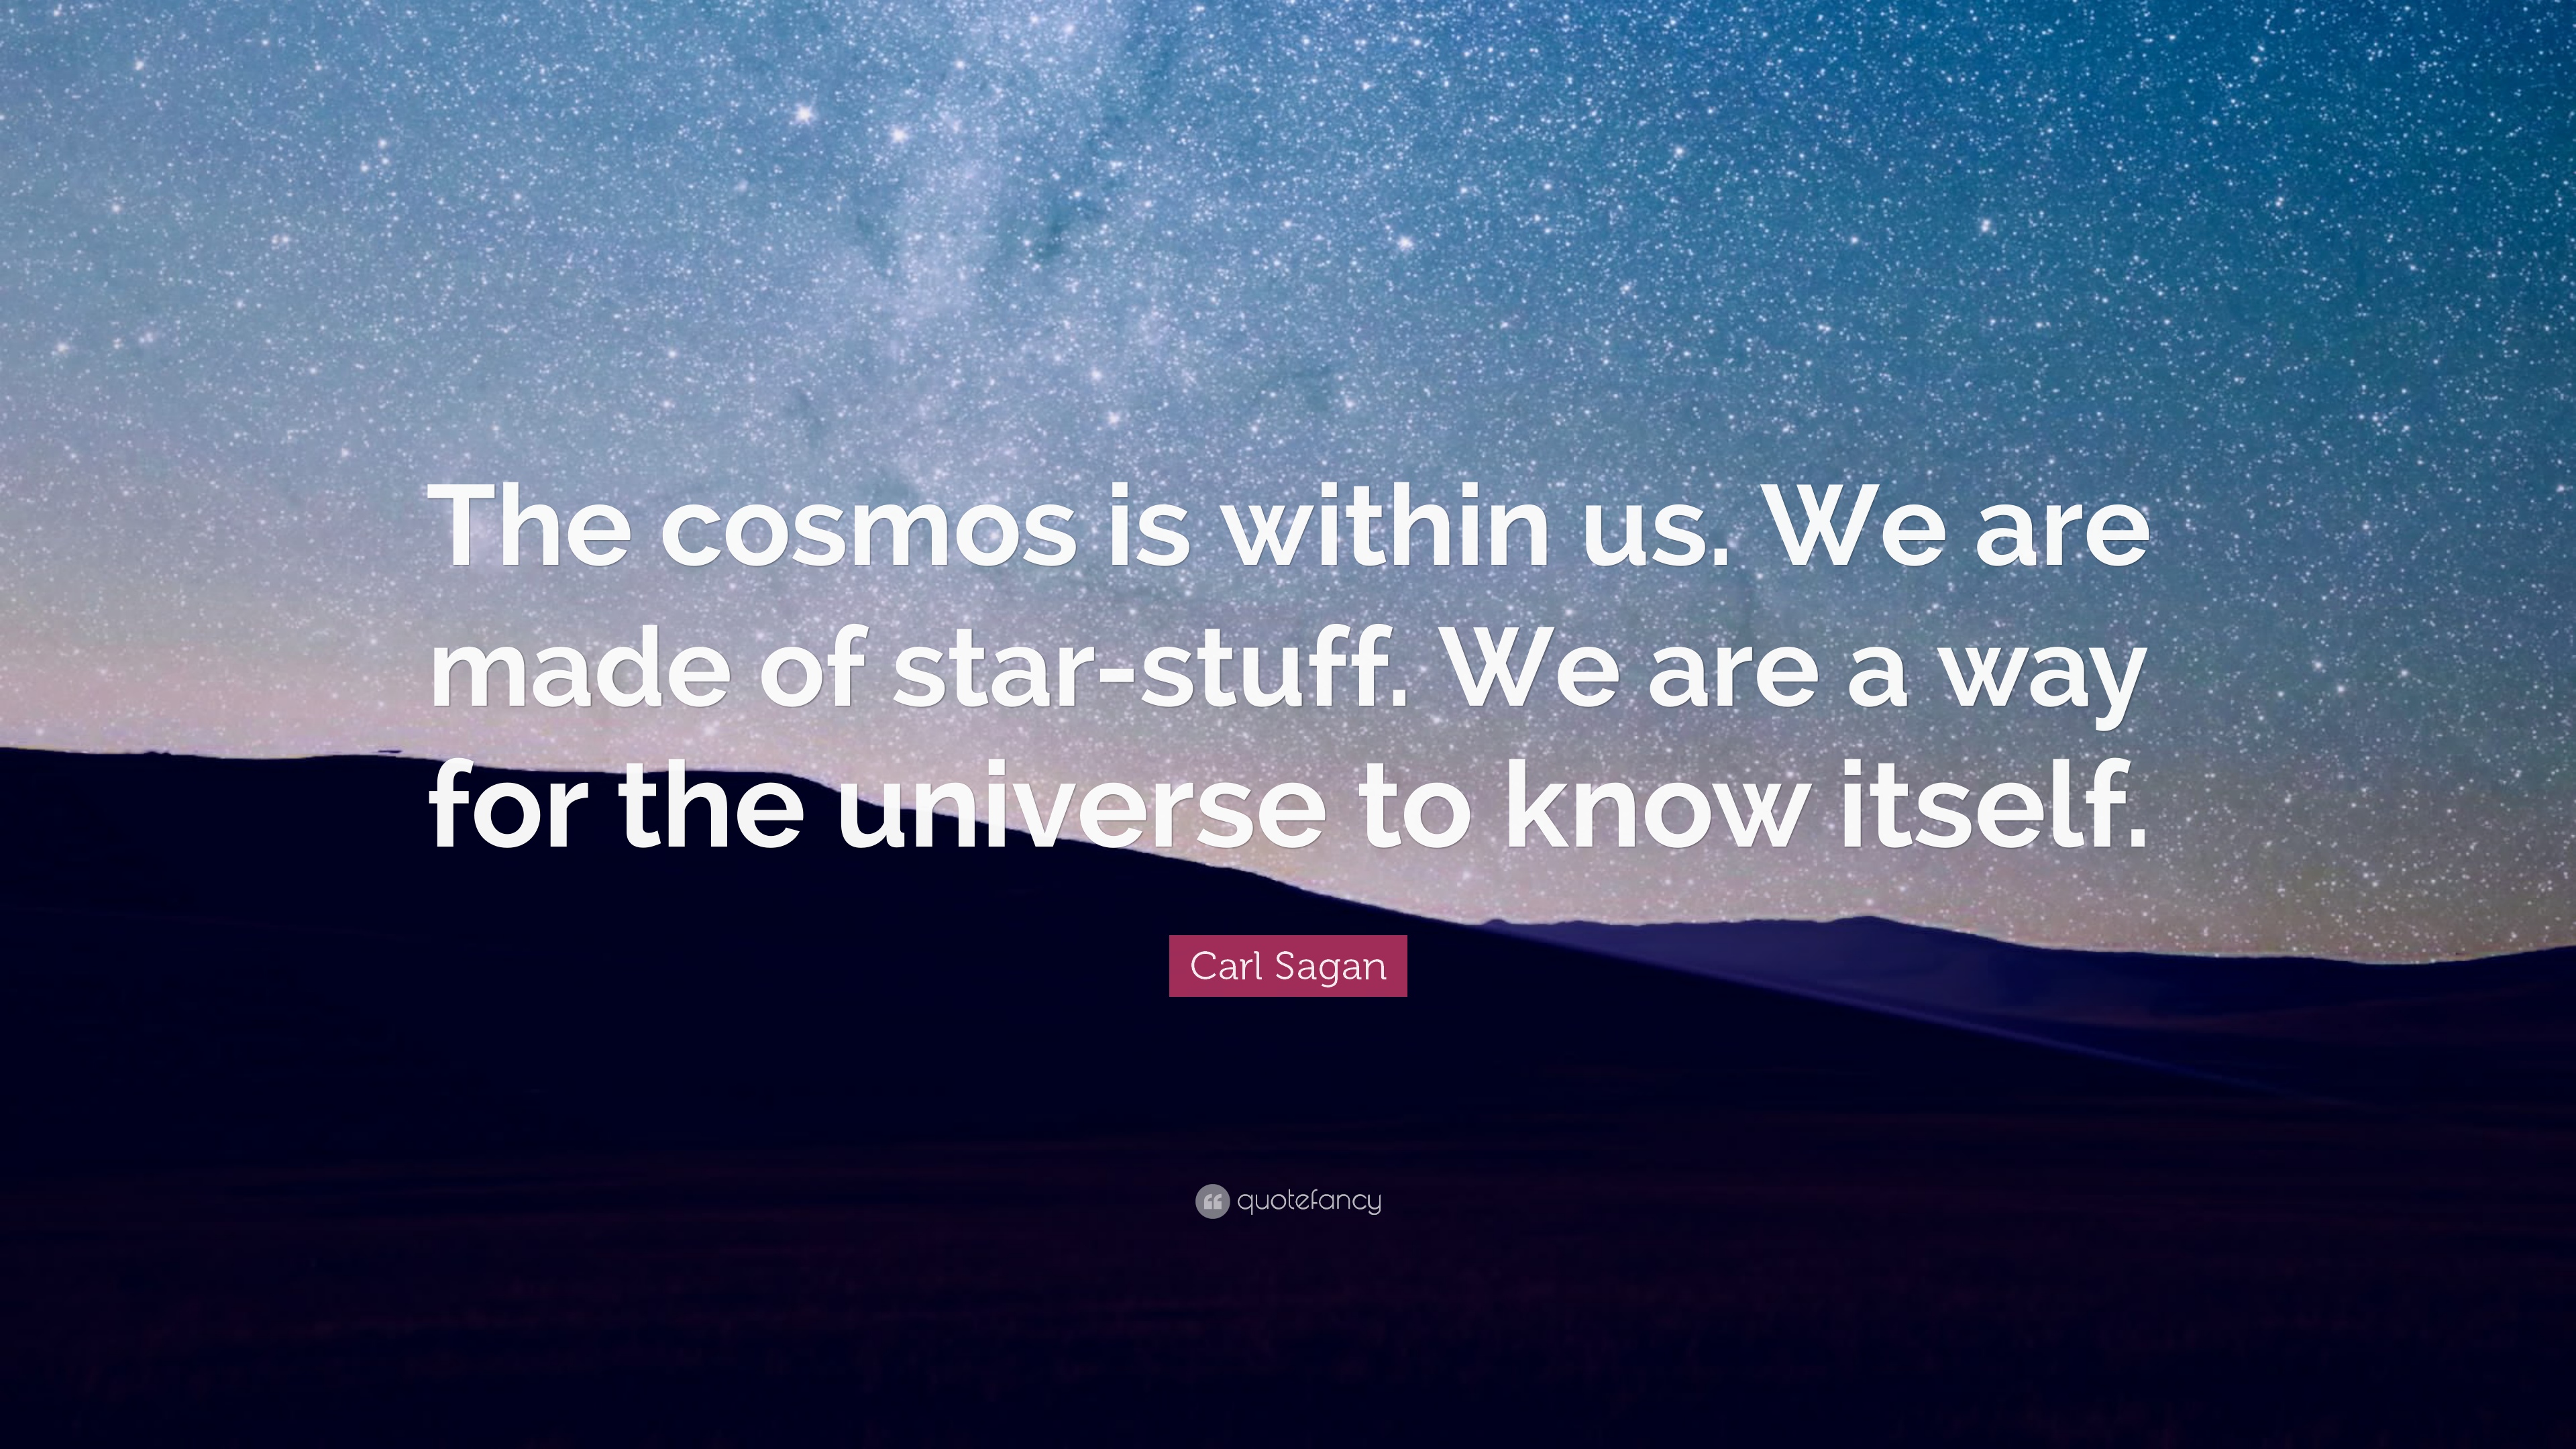 The cosmos is within us. We are
made of star-stuff. We are a way
for the universe to know itself.
Carl Sagan
quotefancy